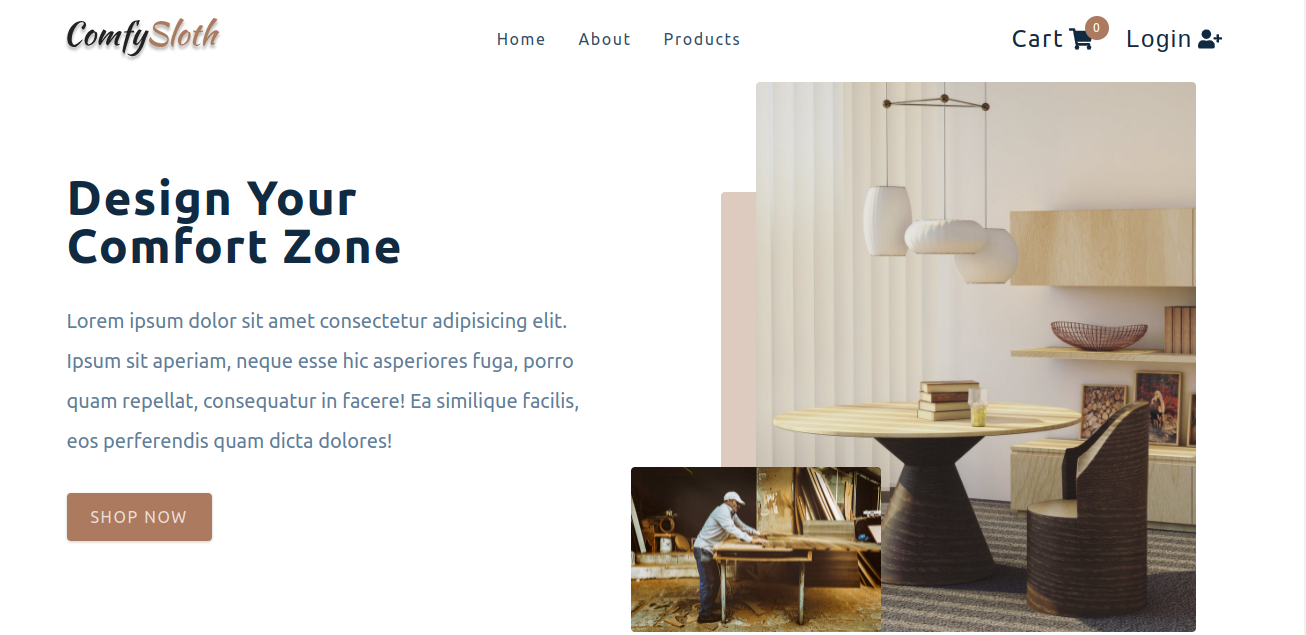 ComfySloth
Home About Products
Cart 0 Login
Design Your
Comfort Zone
Lorem ipsum dolor sit amet consectetur adipisicing elit.
Ipsum sit aperiam, neque esse hic asperiores fuga, porro
quam repellat, consequatur in facere! Ea similique facilis,
eos perferendis quam dicta dolores!
SHOP NOW